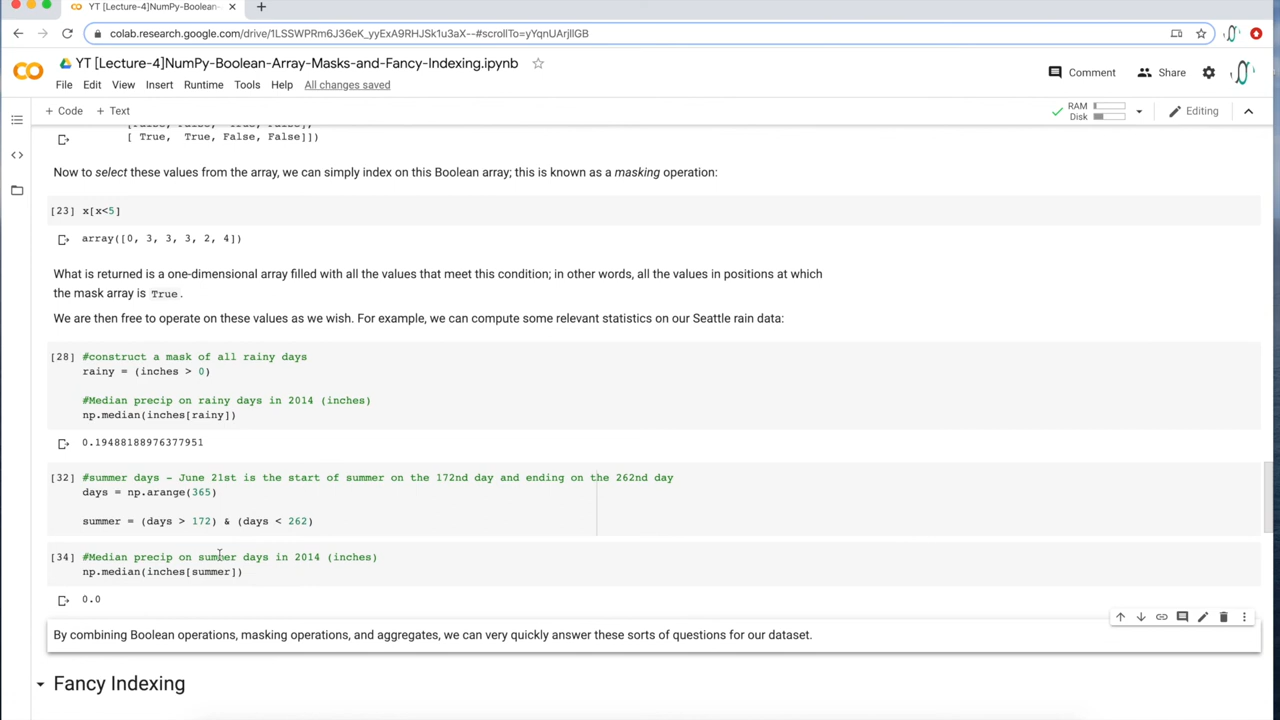 YT [Lecture-4]NumPy-Boolean-
colab.research.google.com/drive/1LSSWPRm6J36eK_yyExA9RHJSk1u3aX--#scrollTo=yYqnUArjlIGB
YT [Lecture-4]NumPy-Boolean-Array-Masks-and-Fancy-Indexing.ipynb
Comment Share
File Edit View Insert Runtime Tools Help All changes saved
+ Code + Text
RAM
Disk
Editing
[ True, True, False, False]])
Now to select these values from the array, we can simply index on this Boolean array; this is known as a masking operation:
[23] x[x<5]
array([0, 3, 3, 3, 2, 4])
What is returned is a one-dimensional array filled with all the values that meet this condition; in other words, all the values in positions at which
the mask array is True.
We are then free to operate on these values as we wish. For example, we can compute some relevant statistics on our Seattle rain data:
[28] #construct a mask of all rainy days
rainy = (inches > 0)
#Median precip on rainy days in 2014 (inches)
np.median(inches[rainy])
0.19488188976377951
[32] #summer days - June 21st is the start of summer on the 172nd day and ending on the 262nd day
days = np.arange(365)
summer = (days > 172) & (days < 262)
[34] #Median precip on summer days in 2014 (inches)
np.median(inches[summer])
0.0
By combining Boolean operations, masking operations, and aggregates, we can very quickly answer these sorts of questions for our dataset.
Fancy Indexing